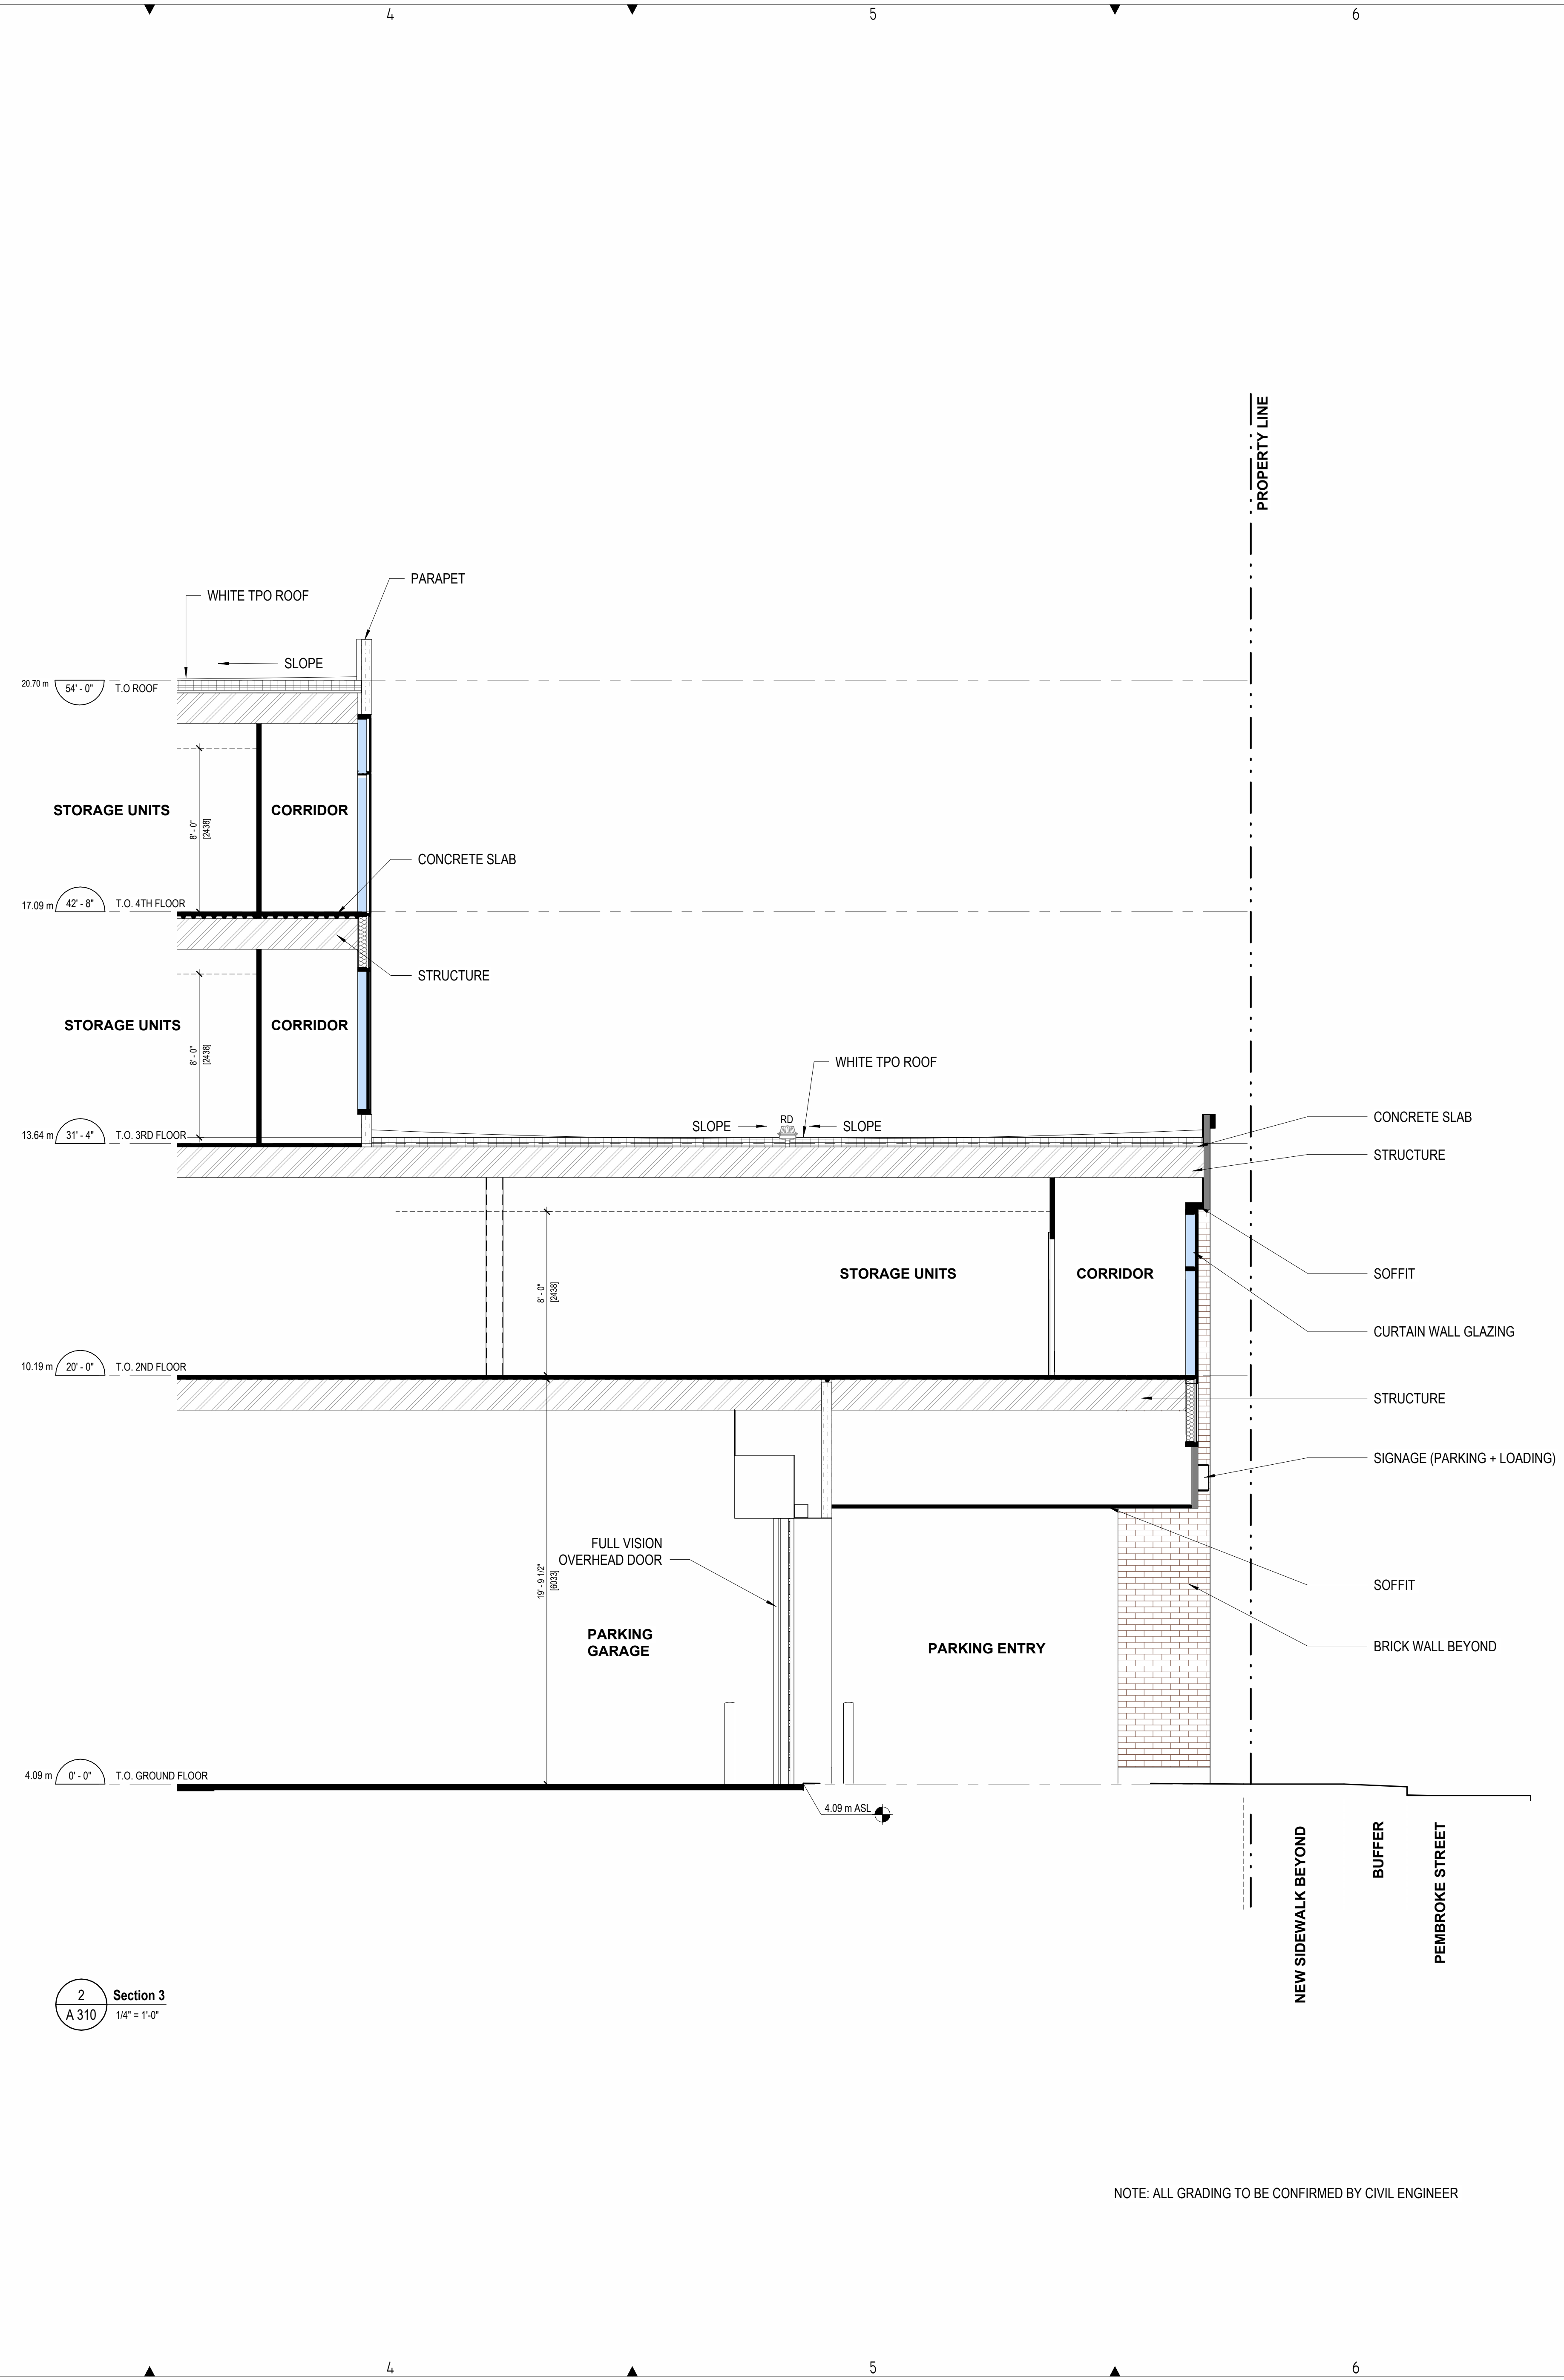 4 5 6
PROPERTY LINE
PARAPET
WHITE TPO ROOF
SLOPE
20.70 m 54' - 0" T.O ROOF
STORAGE UNITS CORRIDOR
8' - 0"
[2438]
CONCRETE SLAB
17.09 m 42' - 8" T.O. 4TH FLOOR
STRUCTURE
STORAGE UNITS CORRIDOR
8' - 0"
[2438]
WHITE TPO ROOF
SLOPE RD SLOPE
CONCRETE SLAB
13.64 m 31' - 4" T.O. 3RD FLOOR
STRUCTURE
STORAGE UNITS CORRIDOR
8' - 0"
[2438]
SOFFIT
CURTAIN WALL GLAZING
10.19 m 20' - 0" T.O. 2ND FLOOR
STRUCTURE
SIGNAGE (PARKING + LOADING)
FULL VISION
OVERHEAD DOOR
19' - 9 1/2"
[6033]
SOFFIT
PARKING
GARAGE
PARKING ENTRY
BRICK WALL BEYOND
4.09 m 0' - 0" T.O. GROUND FLOOR
4.09 m ASL
NEW SIDEWALK BEYOND
BUFFER
PEMBROKE STREET
2 Section 3
A 310 1/4" = 1'-0"
NOTE: ALL GRADING TO BE CONFIRMED BY CIVIL ENGINEER
4 5 6